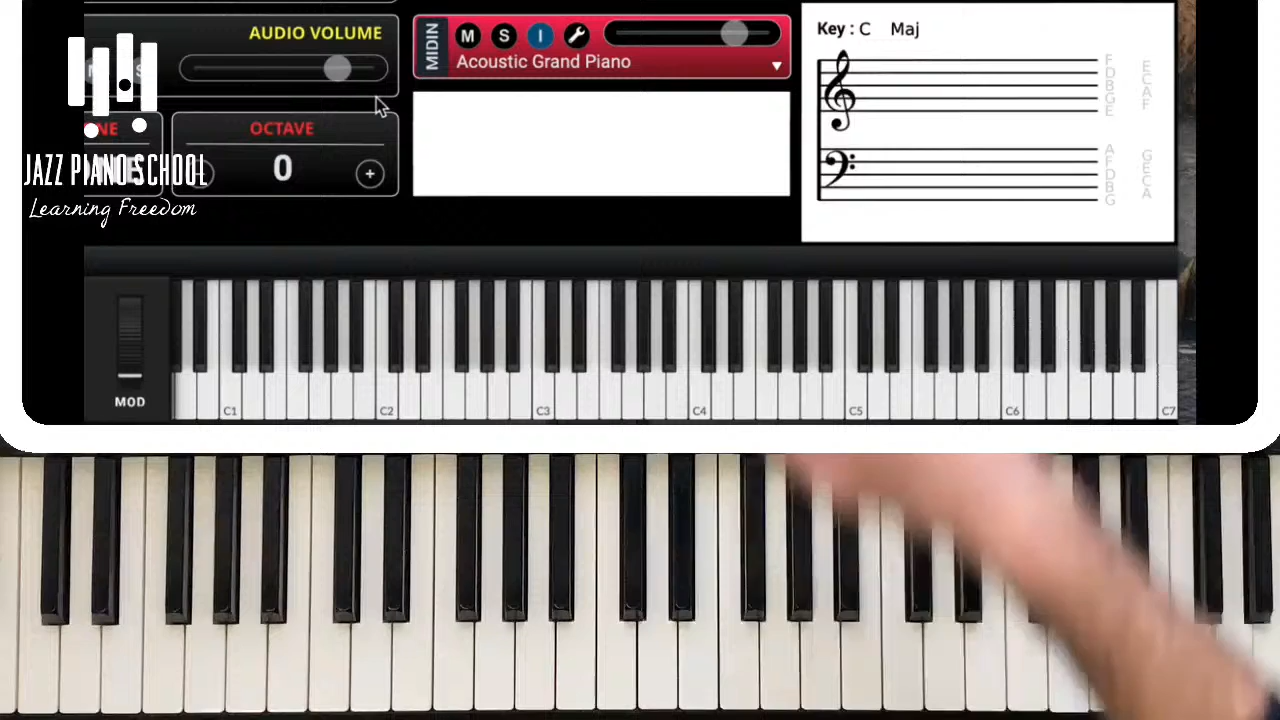 AUDIO VOLUME
M S
NE
OCTAVE
0
+
JAZZ PIANO SCHOOL
Learning Freedom
MIDIN
M S I
Acoustic Grand Piano
Key : C Maj
F
D
B
G
E
E
C
A
F
A
F
D
B
G
G
E
C
A
MOD
C1 C2 C3 C4 C5 C6 C7